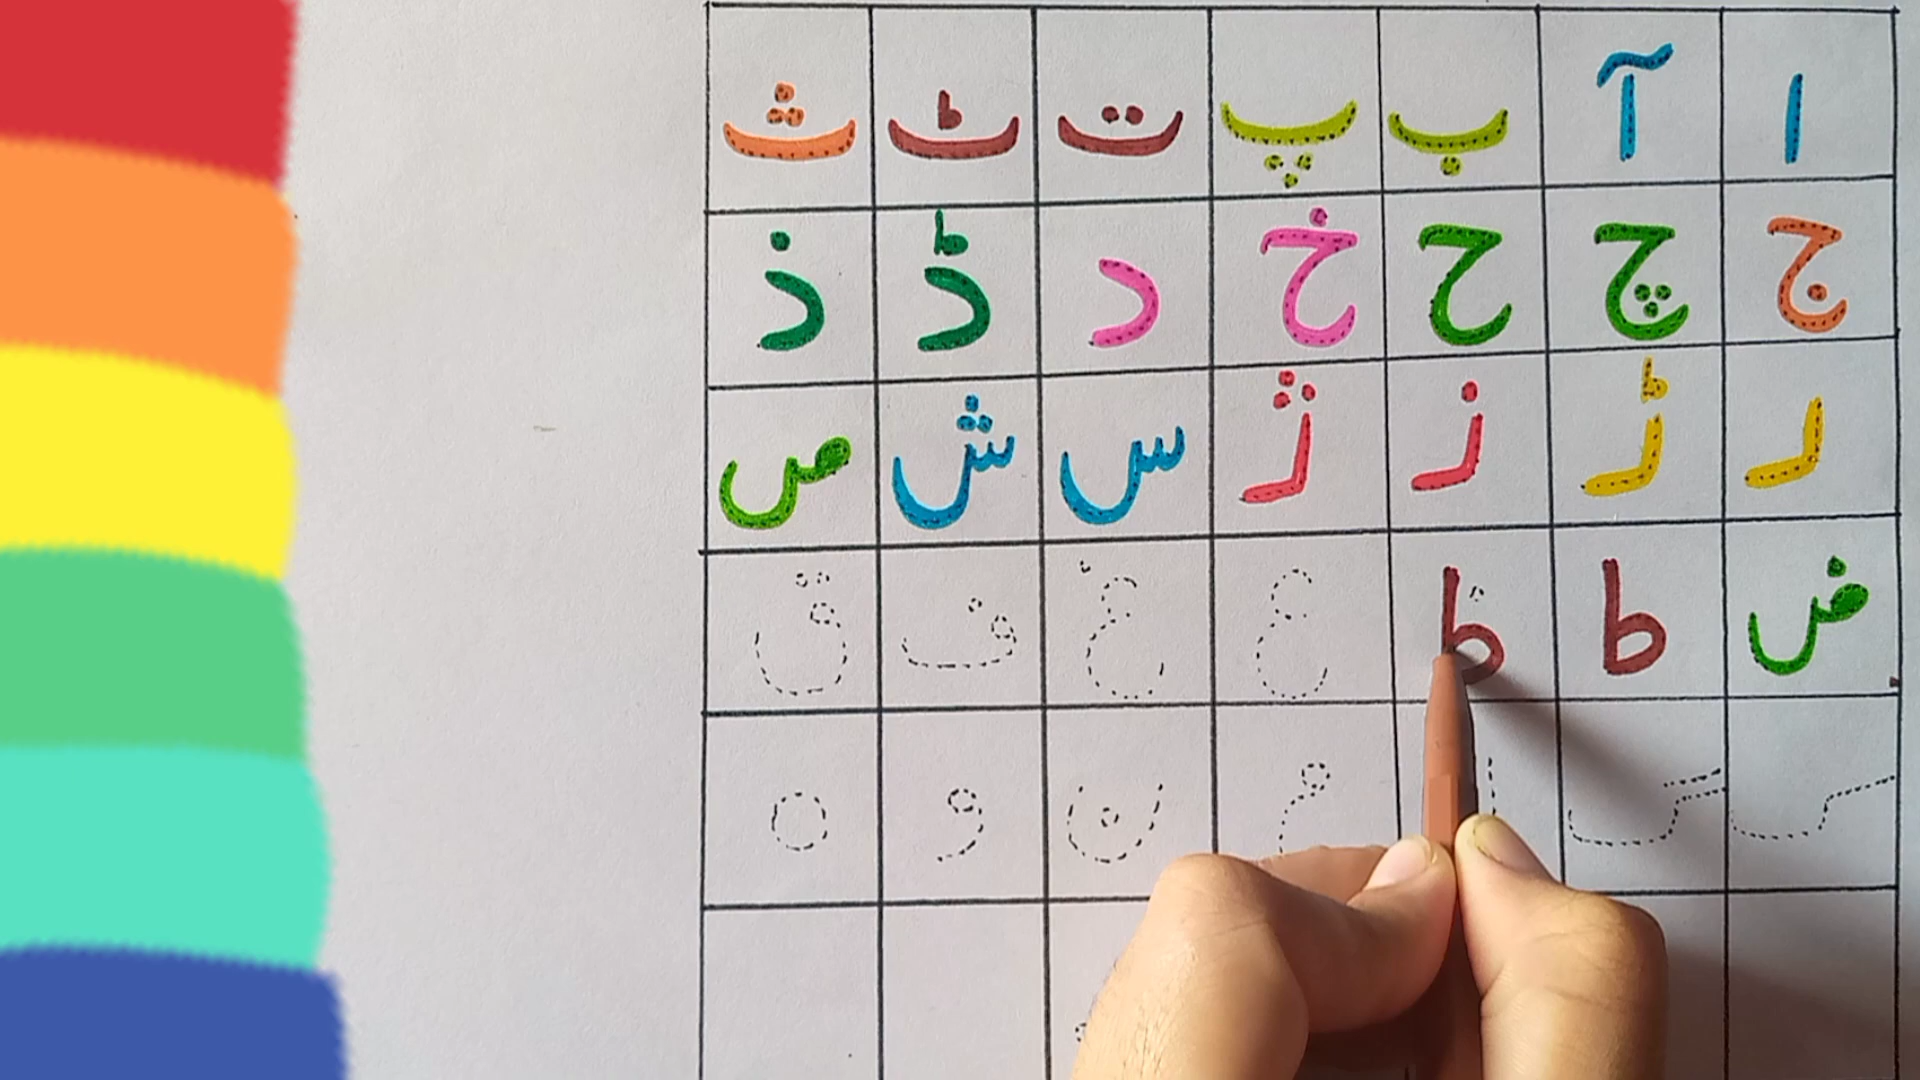 ا آ ب پ ت ٹ ث
ج چ ح خ د ڈ ذ
ر ڑ ز ژ س ش ص
ض ط ظ ع غ ف ق
ک گ ل م ن و ہ